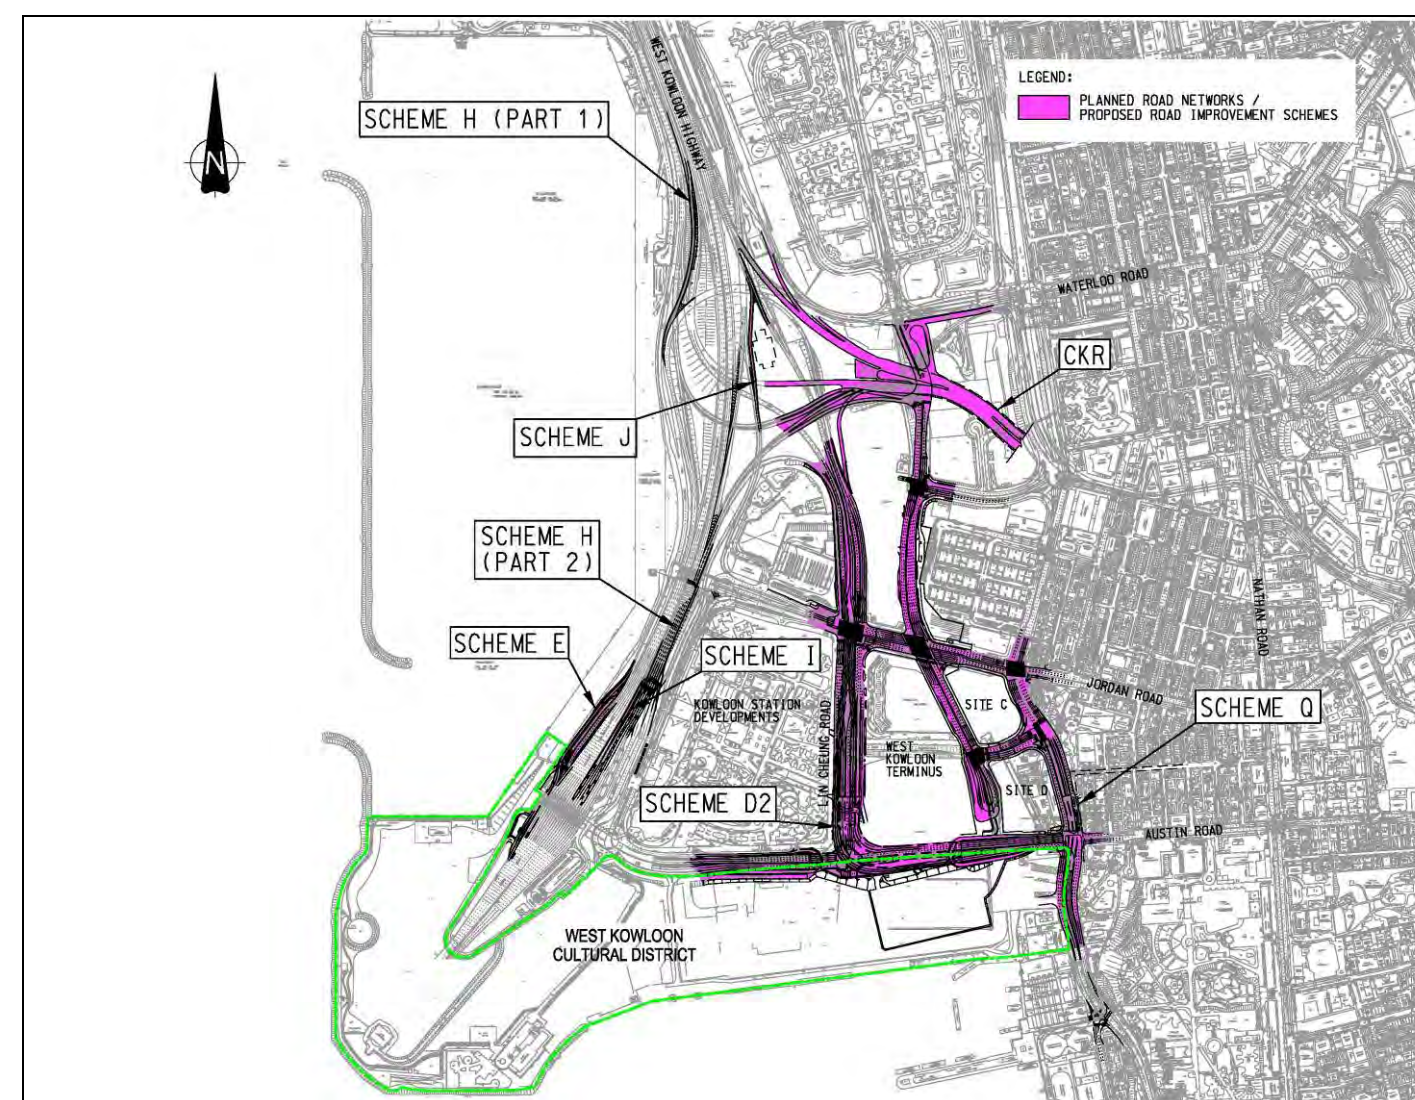 LEGEND:
PLANNED ROAD NETWORKS /
PROPOSED ROAD IMPROVEMENT SCHEMES
WEST KOWLOON HIGHWAY
SCHEME H (PART 1)
N
WATERLOO ROAD
CKR
SCHEME J
SCHEME H
(PART 2)
SCHEME E
SCHEME I
NATHAN ROAD
JORDAN ROAD
KOWLOON STATION
DEVELOPMENTS
LIN CHEUNG ROAD
SITE C
SCHEME Q
WEST
KOWLOON
TERMINUS
SCHEME D2
SITE D
AUSTIN ROAD
WEST KOWLOON
CULTURAL DISTRICT